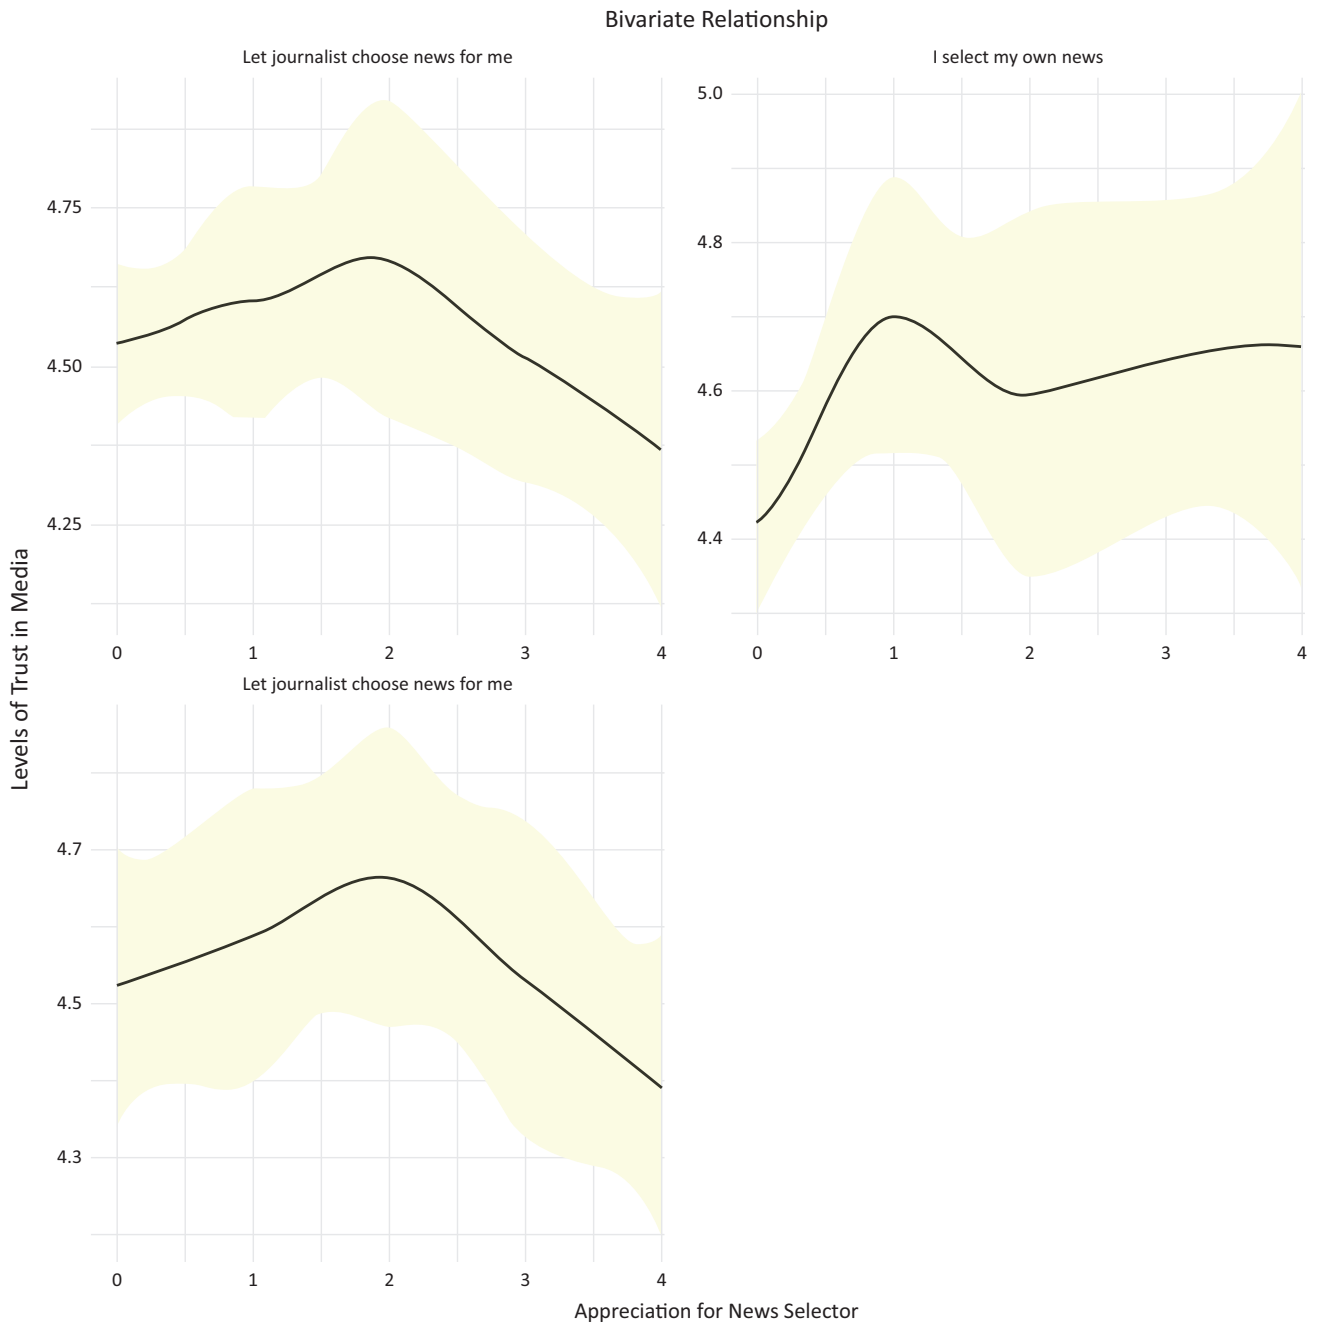 Bivariate Relationship
Let journalist choose news for me
I select my own news
4.75
4.50
4.25
0 1 2 3 4
5.0
4.8
4.6
4.4
0 1 2 3 4
Levels of Trust in Media
Let journalist choose news for me
4.7
4.5
4.3
0 1 2 3 4
Appreciation for News Selector